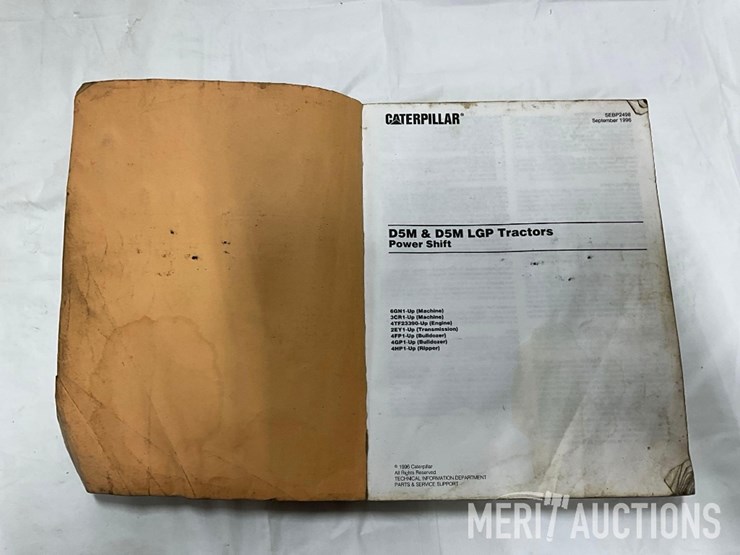 CATERPILLAR®
SEBP2498
September 1996
D5M & D5M LGP Tractors
Power Shift
6GN1-Up (Machine)
3CR1-Up (Machine)
4TF23390-Up (Engine)
2EY1-Up (Transmission)
4FP1-Up (Bulldozer)
4GP1-Up (Bulldozer)
4HP1-Up (Ripper)
© 1996 Caterpillar
All Rights Reserved
TECHNICAL INFORMATION DEPARTMENT
PARTS & SERVICE SUPPORT
MERIT AUCTIONS